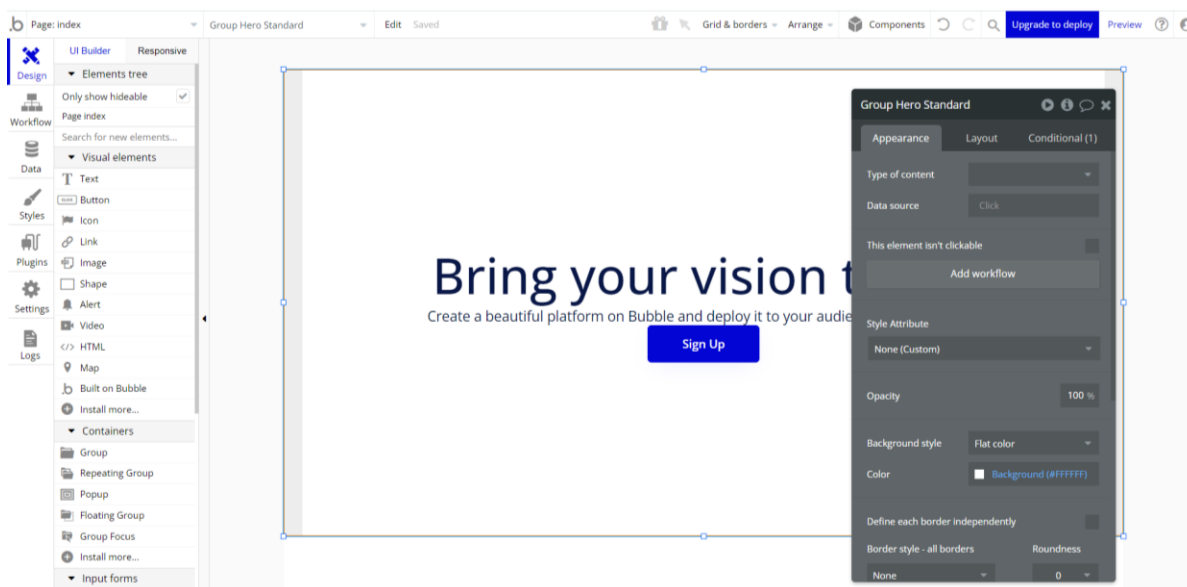 Page: index
Group Hero Standard
Edit Saved
Grid & borders
Arrange
Components
Upgrade to deploy
Preview
UI Builder
Responsive
Design
Workflow
Data
Styles
Plugins
Settings
Logs
Elements tree
Only show hideable
Page index
Search for new elements...
Visual elements
Text
Button
Icon
Link
Image
Shape
Alert
Video
HTML
Map
Built on Bubble
Install more...
Containers
Group
Repeating Group
Popup
Floating Group
Group Focus
Install more...
Input forms
Bring your vision t
Create a beautiful platform on Bubble and deploy it to your audie
Sign Up
Group Hero Standard
Appearance
Layout
Conditional (1)
Type of content
Data source
Click
This element isn't clickable
Add workflow
Style Attribute
None (Custom)
Opacity
100 %
Background style
Flat color
Color
Background (#FFFFFF)
Define each border independently
Border style - all borders
Roundness
None
0